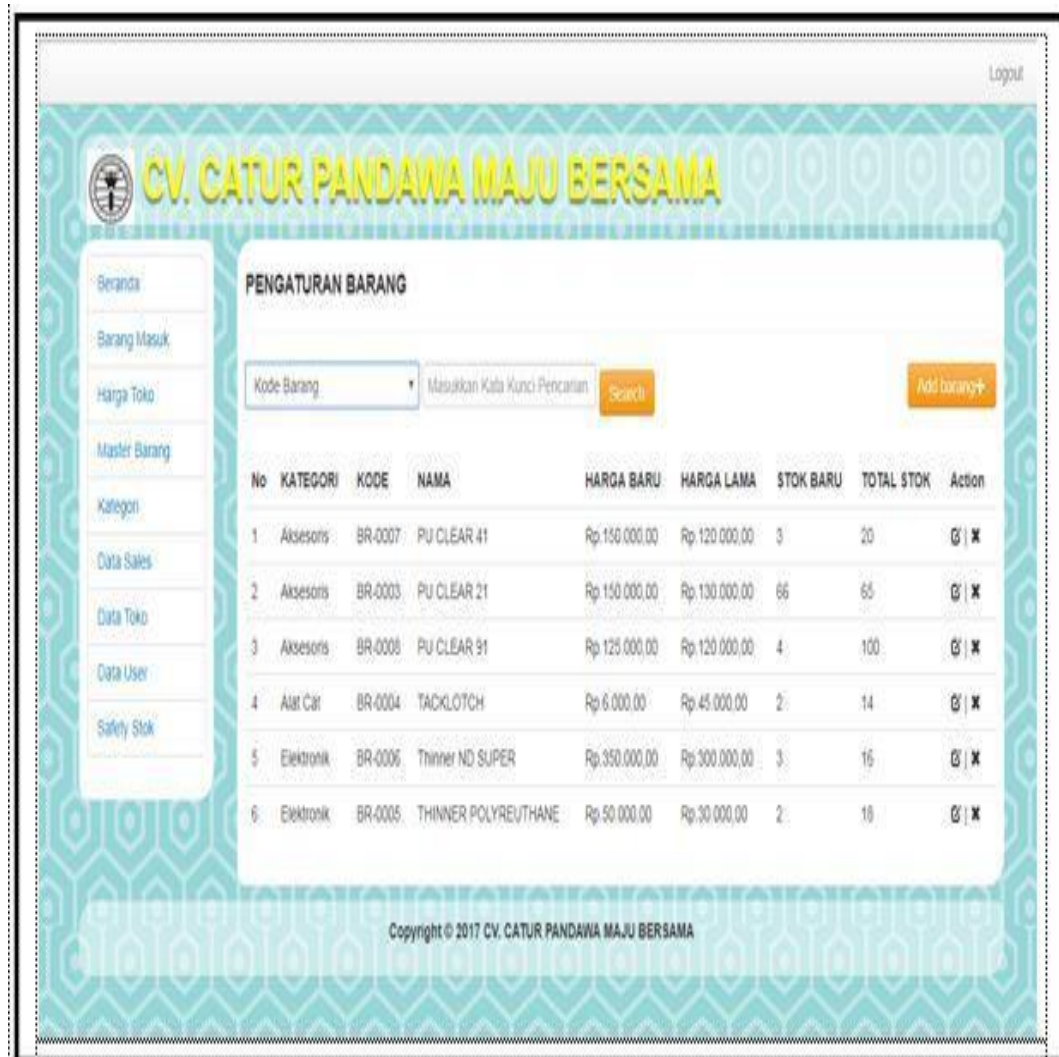 Logout
CV. CATUR PANDAWA MAJU BERSAMA
Beranda
Barang Masuk
Harga Toko
Master Barang
Kategori
Data Sales
Data Toko
Data User
Safety Stok
PENGATURAN BARANG
Kode Barang Masukkan Kata Kunci Pencarian Search Add barang+
No KATEGORI KODE NAMA HARGA BARU HARGA LAMA STOK BARU TOTAL STOK Action
1 Aksesoris BR-0007 PU CLEAR 41 Rp.150.000,00 Rp.120.000,00 3 20
2 Aksesoris BR-0003 PU CLEAR 21 Rp.150.000,00 Rp.130.000,00 66 65
3 Aksesoris PU CLEAR 91 Rp.125.000,00 Rp.120.000,00 4 100
4 Alat Cat BR-0004 TACKLOTCH Rp.6.000,00 Rp.45.000,00 2 14
5 Elektronik BR-0006 Thinner ND SUPER Rp.350.000,00 Rp.300.000,00 3 16
6 Elektronik BR-0005 THINNER POLYREUTHANE Rp.50.000,00 Rp.30.000,00 2 18
Copyright © 2017 CV. CATUR PANDAWA MAJU BERSAMA